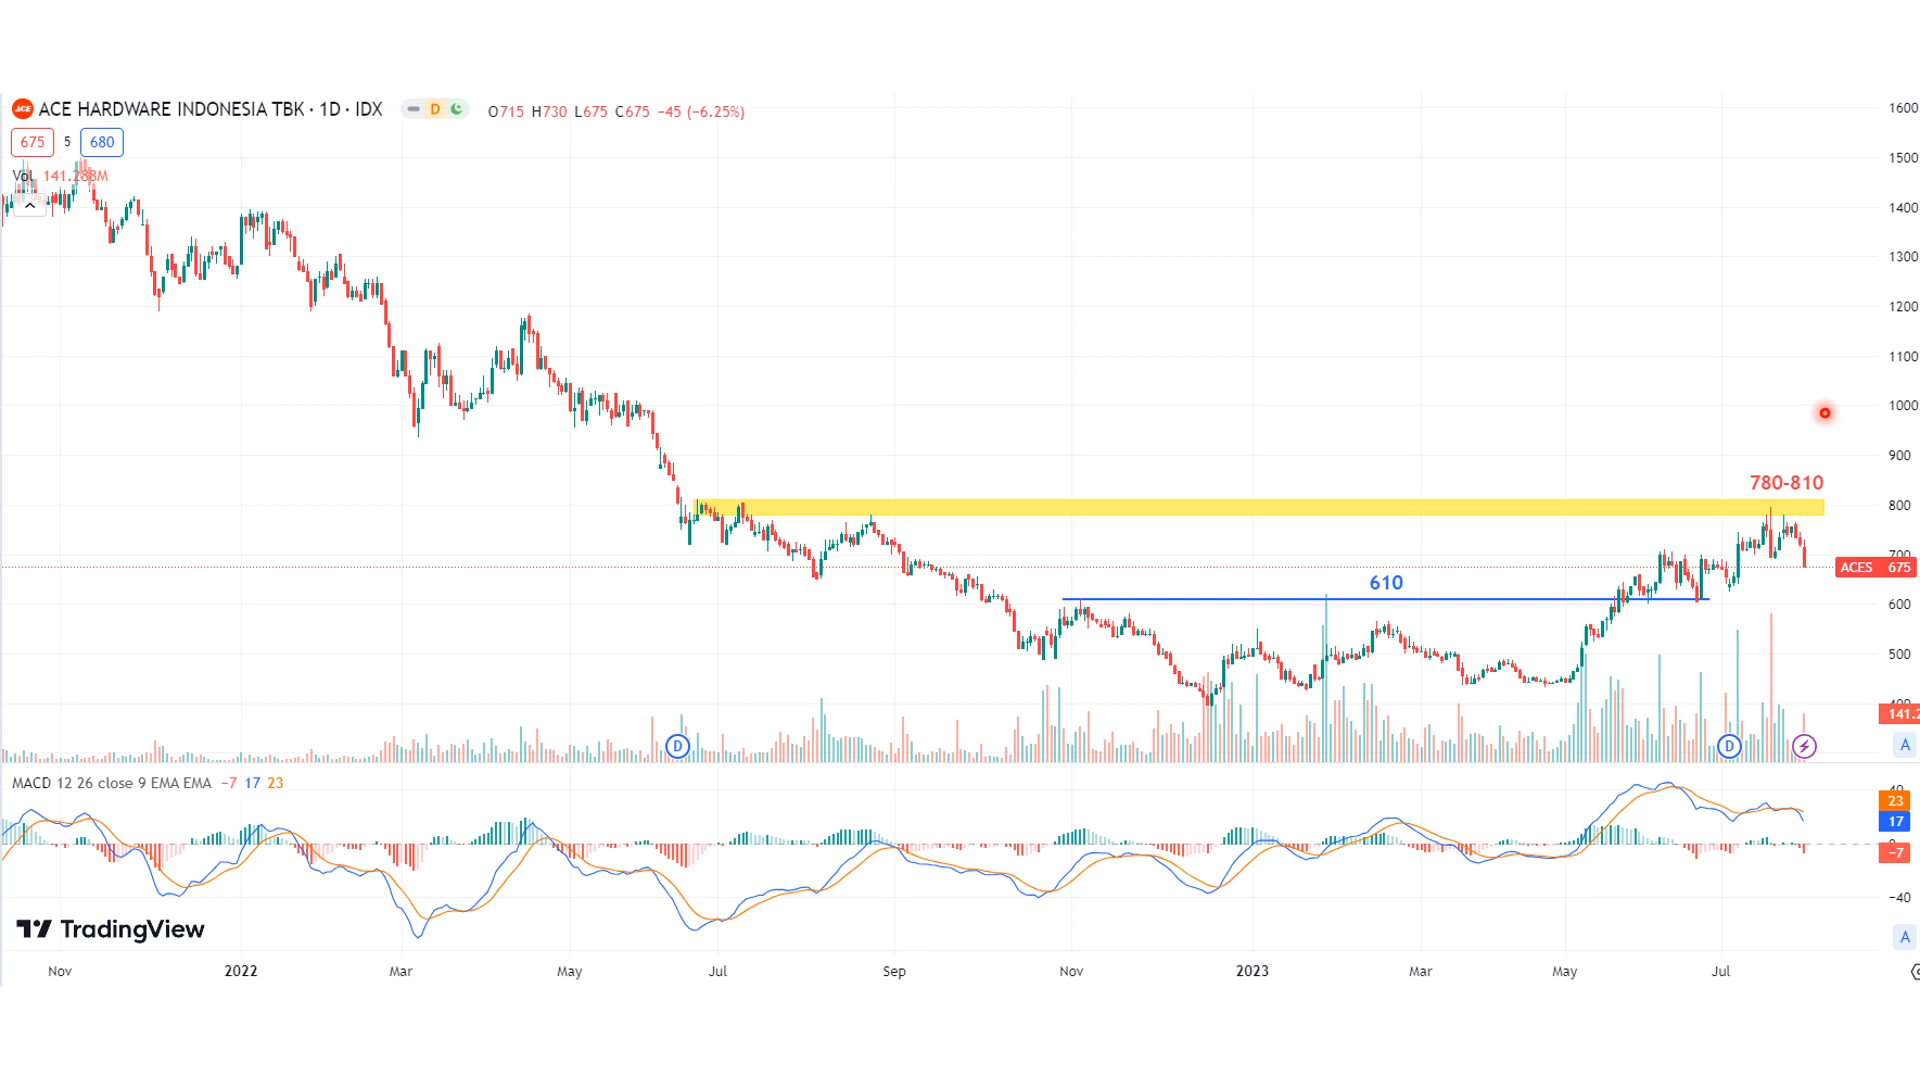 ACE HARDWARE INDONESIA TBK · 1D · IDX
D
O715 H730 L675 C675 −45 (−6.25%)
675 5 680
Vol 141.288M
1600
1500
1400
1300
1200
1100
1000
900
780-810
800
700
ACES 675
610
600
500
141.2
D
D
A
MACD 12 26 close 9 EMA EMA −7 17 23
23
17
−7
−40
TradingView
A
Nov 2022 Mar May Jul Sep Nov 2023 Mar May Jul